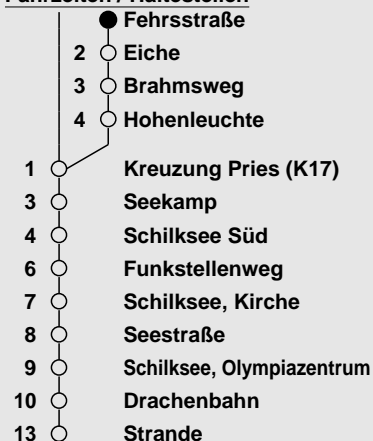 Fahrzeiten / Haltestellen
Fehrsstraße
2 Eiche
3 Brahmsweg
4 Hohenleuchte
1 Kreuzung Pries (K17)
3 Seekamp
4 Schilksee Süd
6 Funkstellenweg
7 Schilksee, Kirche
8 Seestraße
9 Schilksee, Olympiazentrum
10 Drachenbahn
13 Strande